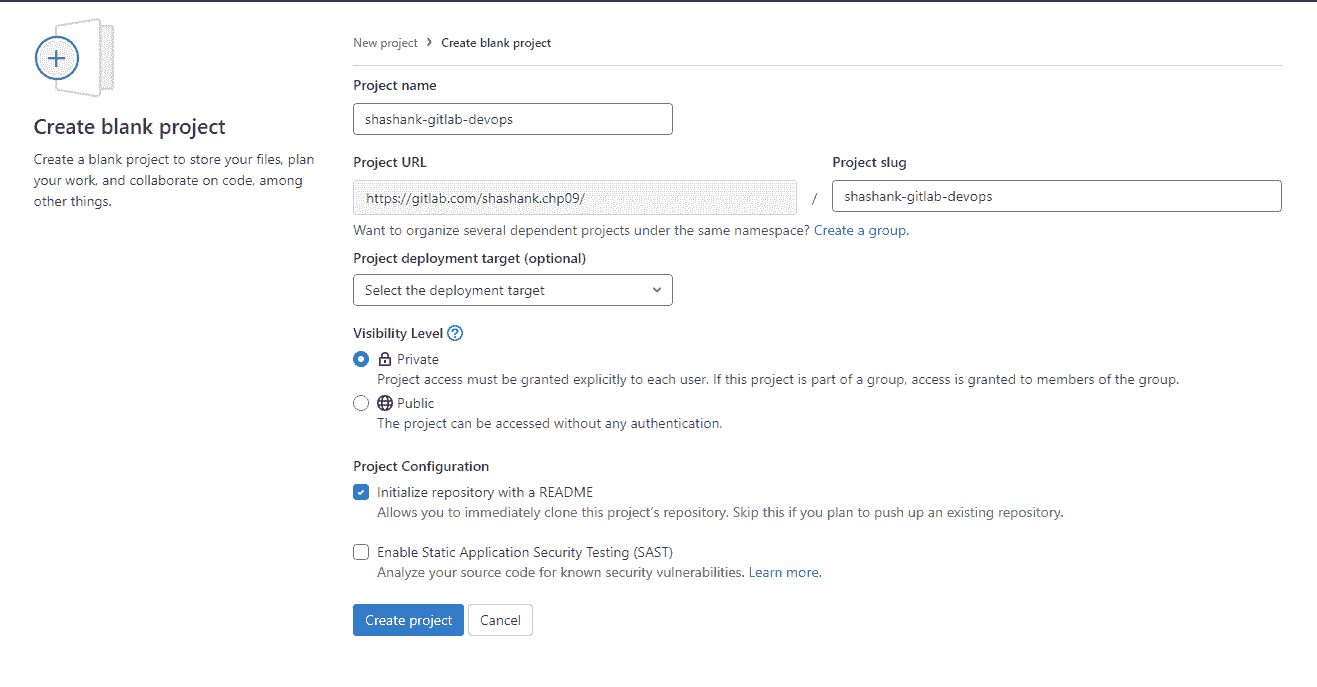 New project > Create blank project
Create blank project
Create a blank project to store your files, plan
your work, and collaborate on code, among
other things.
Project name
shashank-gitlab-devops
Project URL
Project slug
https://gitlab.com/shashank.chp09/
/
shashank-gitlab-devops
Want to organize several dependent projects under the same namespace? Create a group.
Project deployment target (optional)
Select the deployment target
Visibility Level
Private
Project access must be granted explicitly to each user. If this project is part of a group, access is granted to members of the group.
Public
The project can be accessed without any authentication.
Project Configuration
Initialize repository with a README
Allows you to immediately clone this project's repository. Skip this if you plan to push up an existing repository.
Enable Static Application Security Testing (SAST)
Analyze your source code for known security vulnerabilities. Learn more.
Create project
Cancel